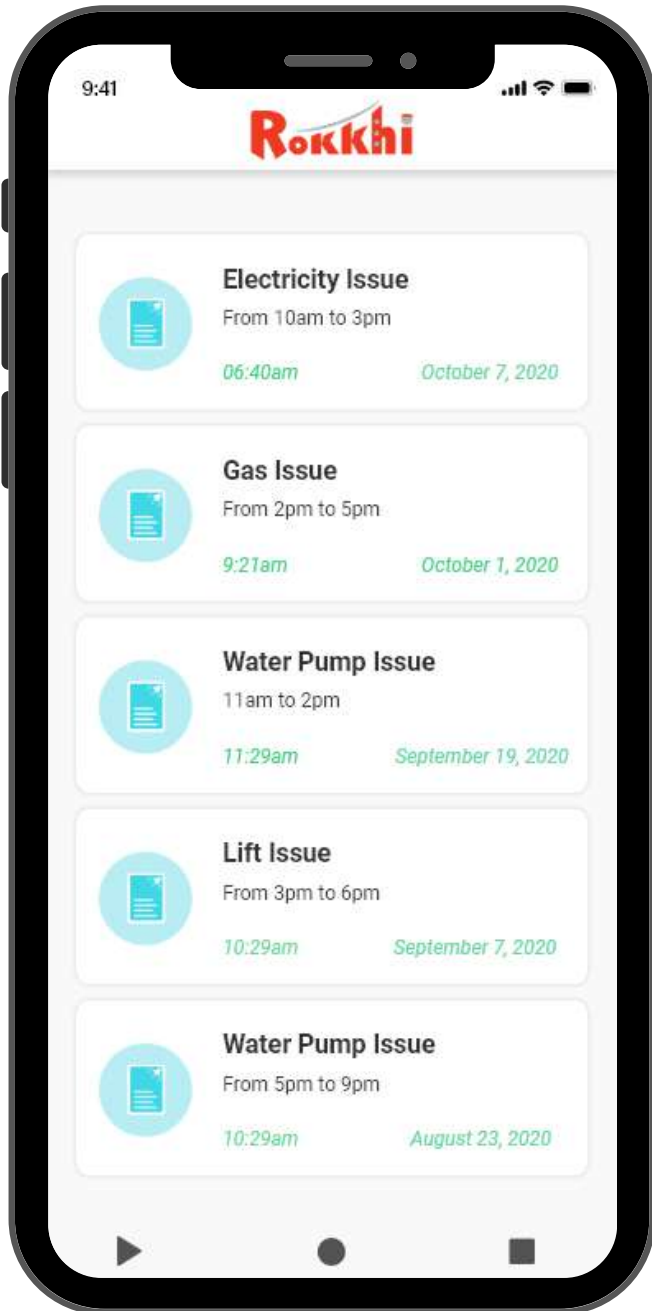 9:41
Rokkhi
Electricity Issue
From 10am to 3pm
06:40am October 7, 2020
Gas Issue
From 2pm to 5pm
9:21am October 1, 2020
Water Pump Issue
11am to 2pm
11:29am September 19, 2020
Lift Issue
From 3pm to 6pm
10:29am September 7, 2020
Water Pump Issue
From 5pm to 9pm
10:29am August 23, 2020